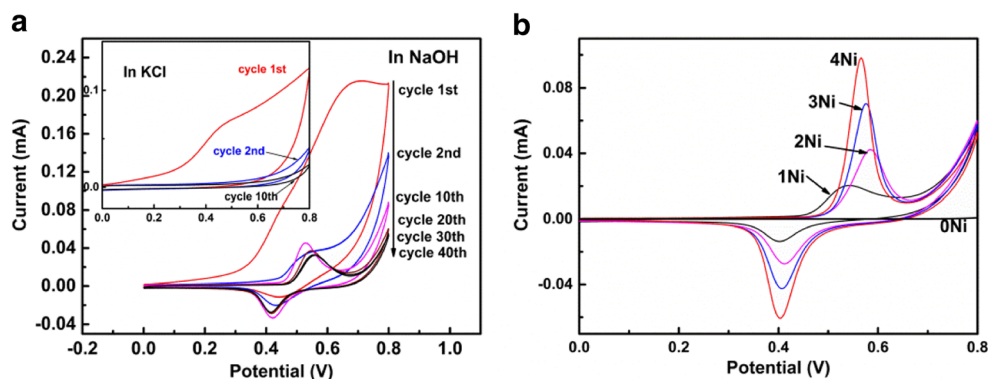 a
In KCl
In NaOH
cycle 1st
cycle 2nd
cycle 10th
0.1
0.0
0.0
0.2
0.4
0.6
0.8
cycle 1st
cycle 2nd
cycle 10th
cycle 20th
cycle 30th
cycle 40th
0.24
0.20
0.16
0.12
0.08
0.04
0.00
-0.04
Current (mA)
-0.2
0.0
0.2
0.4
0.6
0.8
1.0
Potential (V)
b
4Ni
3Ni
2Ni
1Ni
0Ni
0.08
0.04
0.00
-0.04
Current (mA)
0.0
0.2
0.4
0.6
0.8
Potential (V)